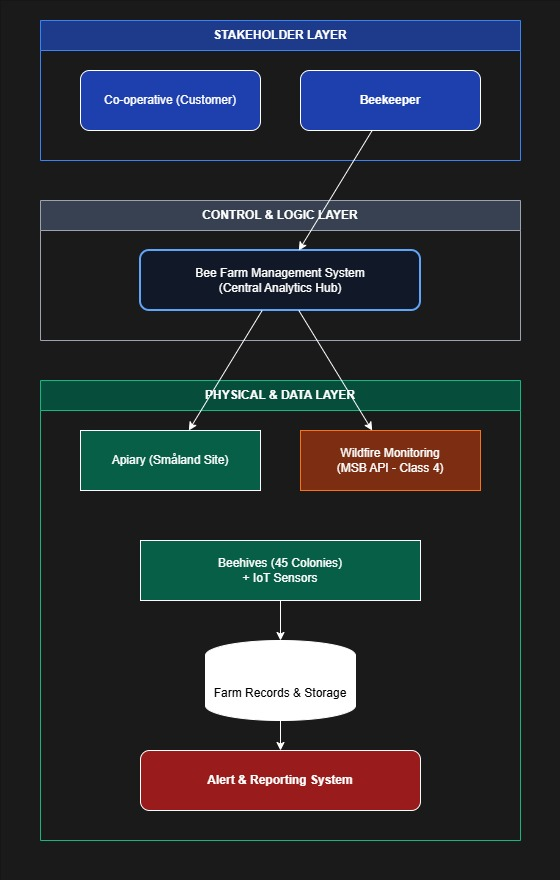 STAKEHOLDER LAYER
Co-operative (Customer)
Beekeeper
CONTROL & LOGIC LAYER
Bee Farm Management System
(Central Analytics Hub)
PHYSICAL & DATA LAYER
Apiary (Småland Site)
Wildfire Monitoring
(MSB API - Class 4)
Beehives (45 Colonies)
+ IoT Sensors
Farm Records & Storage
Alert & Reporting System